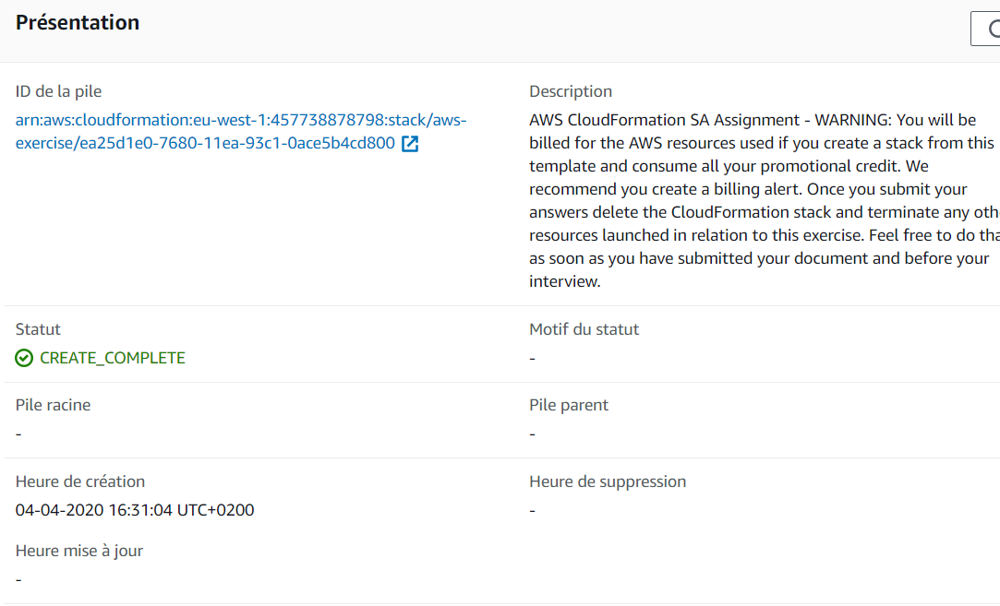 Présentation
ID de la pile
arn:aws:cloudformation:eu-west-1:457738878798:stack/aws-
exercise/ea25d1e0-7680-11ea-93c1-0ace5b4cd800
Description
AWS CloudFormation SA Assignment - WARNING: You will be
billed for the AWS resources used if you create a stack from this
template and consume all your promotional credit. We
recommend you create a billing alert. Once you submit your
answers delete the CloudFormation stack and terminate any oth
resources launched in relation to this exercise. Feel free to do tha
as soon as you have submitted your document and before your
interview.
Statut
CREATE_COMPLETE
Motif du statut
-
Pile racine
-
Pile parent
-
Heure de création
04-04-2020 16:31:04 UTC+0200
Heure de suppression
-
Heure mise à jour
-